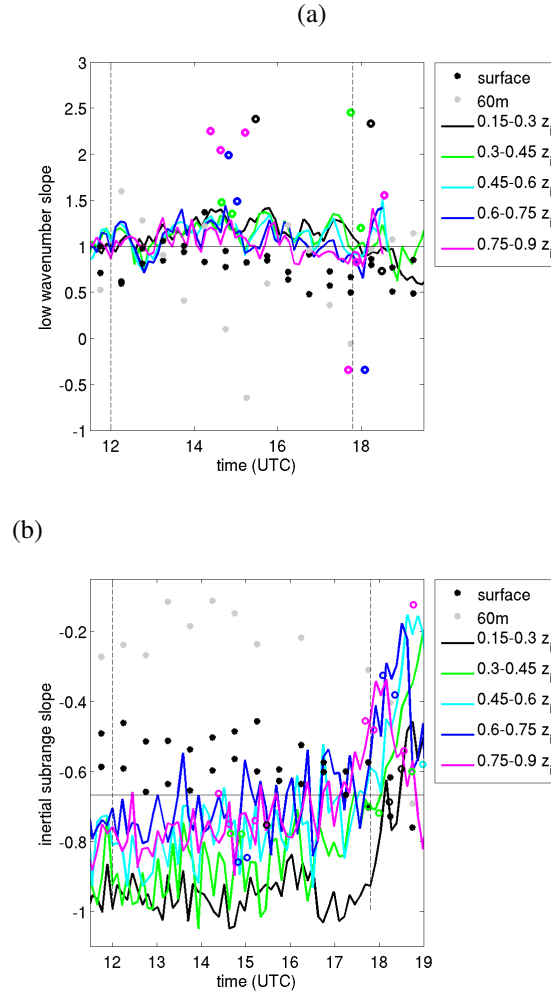 (a)
3
2.5
2
1.5
1
0.5
0
-0.5
-1
low wavenumber slope
12
14
16
18
time (UTC)
surface
60m
0.15-0.3 z
0.3-0.45 z
0.45-0.6 z
0.6-0.75 z
0.75-0.9 z
(b)
-0.2
-0.4
-0.6
-0.8
-1
inertial subrange slope
12
13
14
15
16
17
18
19
time (UTC)
surface
60m
0.15-0.3 z
0.3-0.45 z
0.45-0.6 z
0.6-0.75 z
0.75-0.9 z